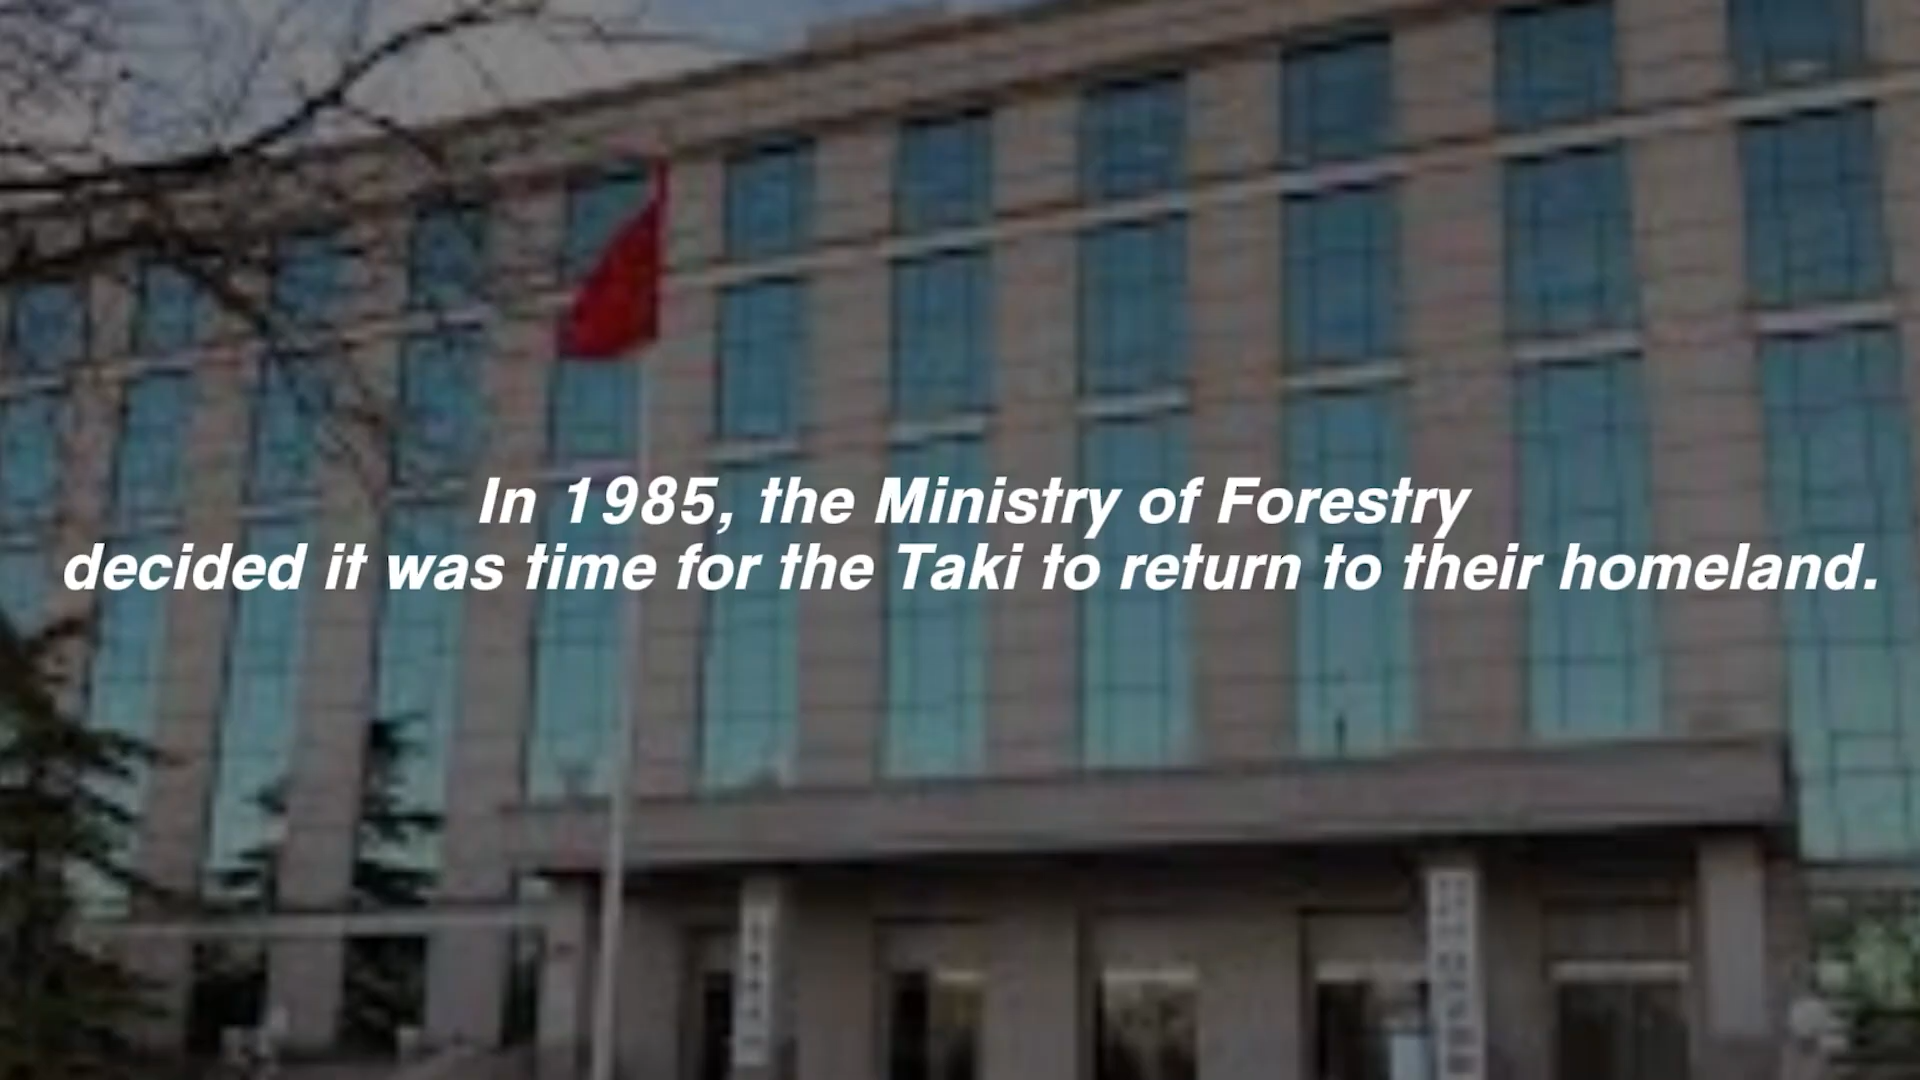 In 1985, the Ministry of Forestry
decided it was time for the Taki to return to their homeland.